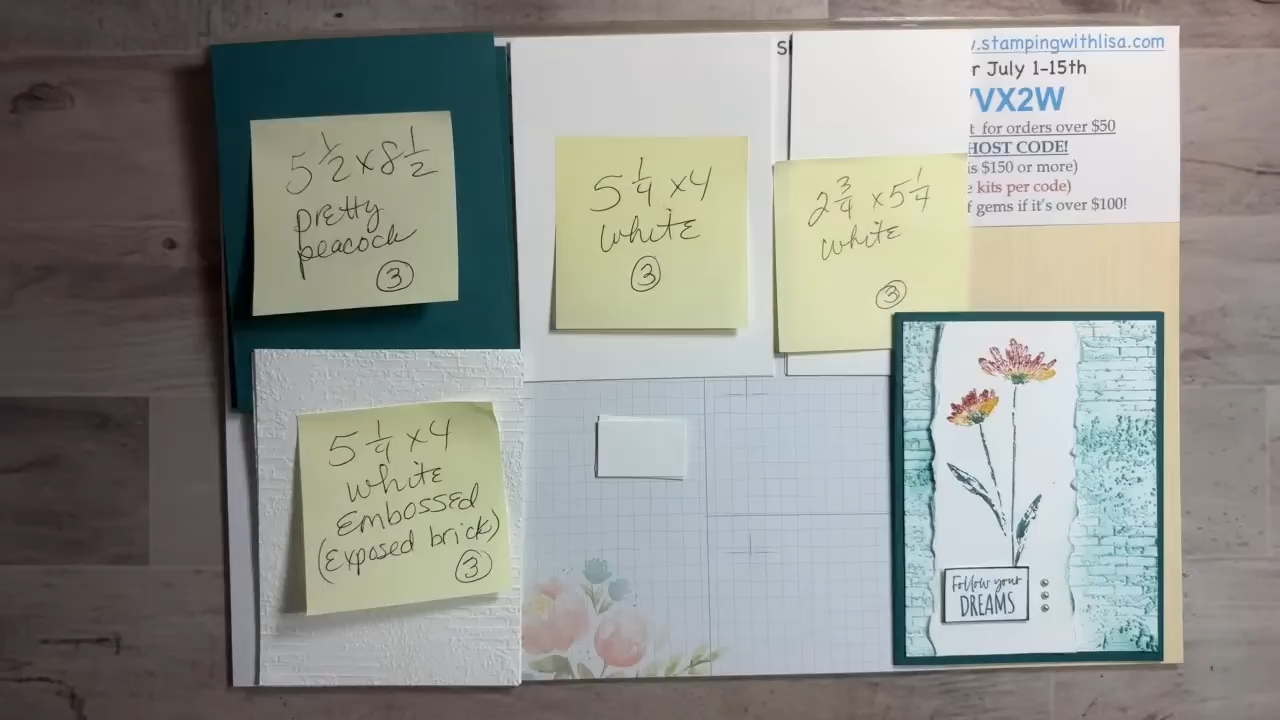 5 1/2 x 8 1/2
pretty
peacock
3
5 1/4 x 4
white
3
2 3/4 x 5 1/4
white
3
.stampingwithlisa.com
r July 1-15th
VX2W
for orders over $50
HOST CODE!
is $150 or more)
kits per code)
gems if it's over $100!
5 1/4 x 4
white
Embossed
(Exposed brick)
3
Follow your
DREAMS